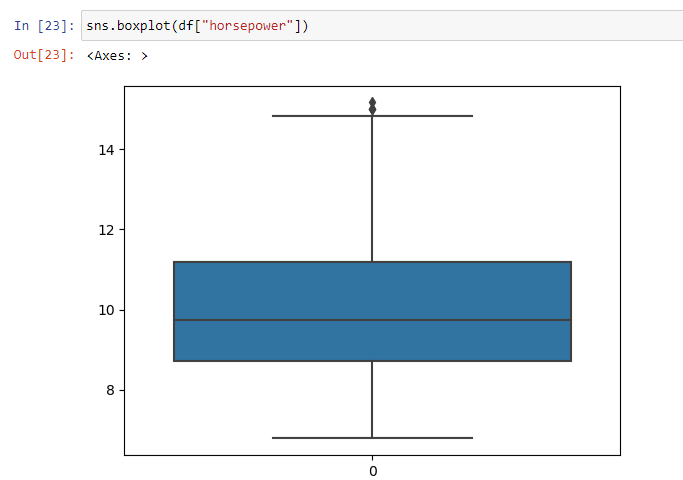 In [23]: sns.boxplot(df["horsepower"])
Out[23]: <Axes: >
14
12
10
8
0